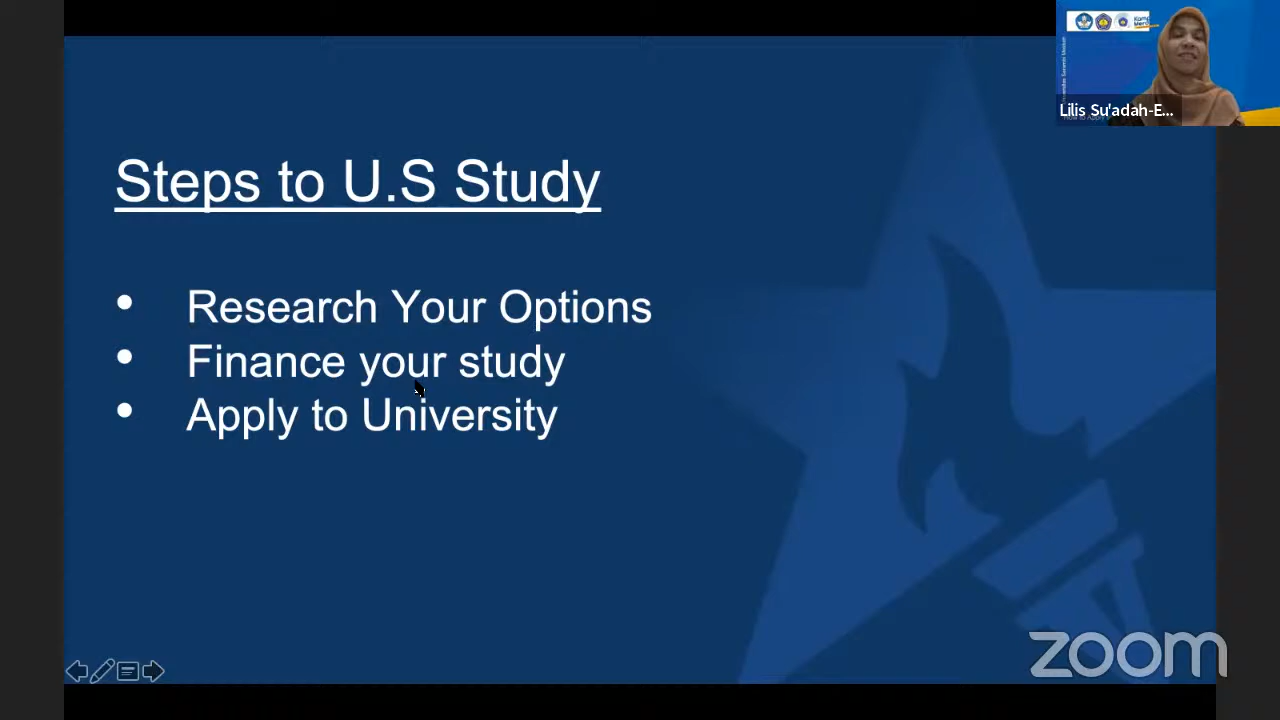 Lilis Su'adah-E...
Steps to U.S Study
• Research Your Options
• Finance your study
• Apply to University
zoom